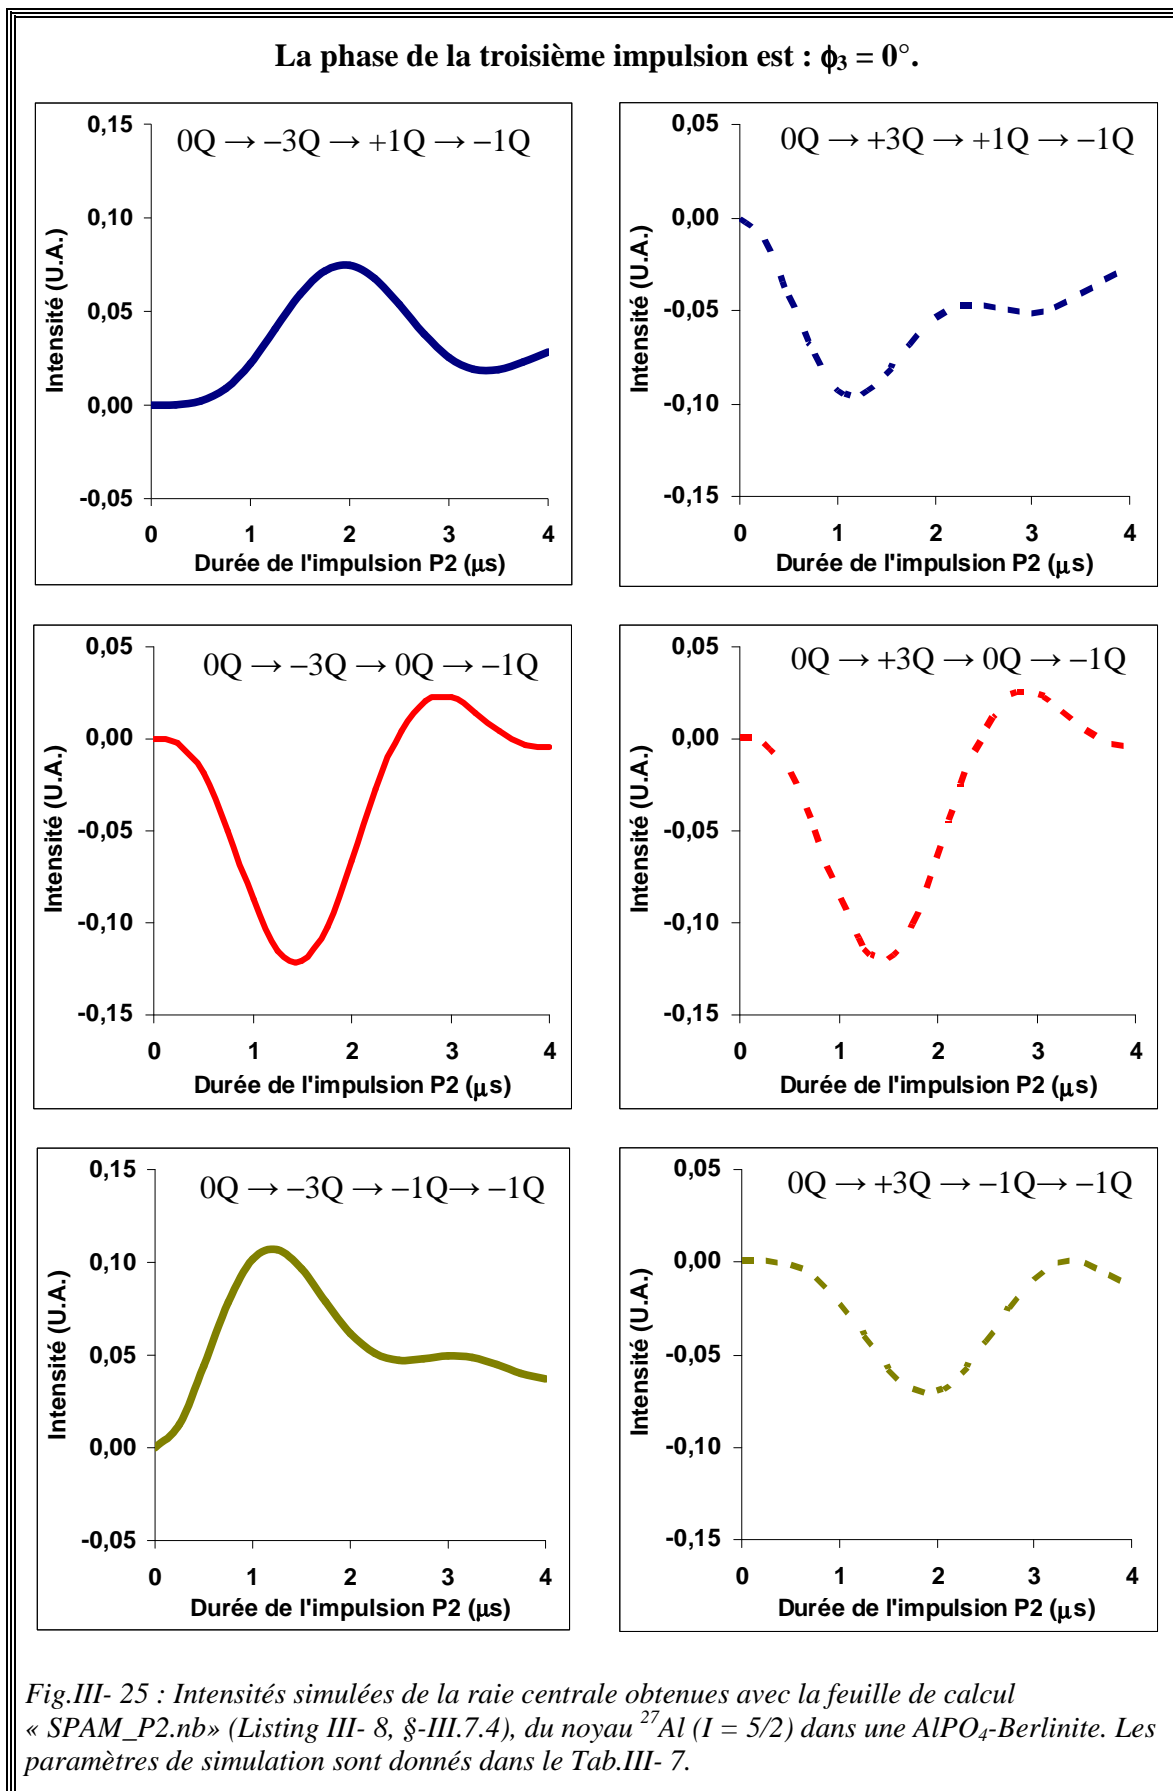 La phase de la troisième impulsion est : ϕ₃ = 0°.
0Q → −3Q → +1Q → −1Q
0,15
0,10
0,05
0,00
-0,05
Intensité (U.A.)
0 1 2 3 4
Durée de l'impulsion P2 (μs)
0Q → +3Q → +1Q → −1Q
0,05
0,00
-0,05
-0,10
-0,15
Intensité (U.A.)
0 1 2 3 4
Durée de l'impulsion P2 (μs)
0Q → −3Q → 0Q → −1Q
0,05
0,00
-0,05
-0,10
-0,15
Intensité (U.A.)
0 1 2 3 4
Durée de l'impulsion P2 (μs)
0Q → +3Q → 0Q → −1Q
0,05
0,00
-0,05
-0,10
-0,15
Intensité (U.A.)
0 1 2 3 4
Durée de l'impulsion P2 (μs)
0Q → −3Q → −1Q→ −1Q
0,15
0,10
0,05
0,00
-0,05
Intensité (U.A.)
0 1 2 3 4
Durée de l'impulsion P2 (μs)
0Q → +3Q → −1Q→ −1Q
0,05
0,00
-0,05
-0,10
-0,15
Intensité (U.A.)
0 1 2 3 4
Durée de l'impulsion P2 (μs)
Fig.III- 25 : Intensités simulées de la raie centrale obtenues avec la feuille de calcul
« SPAM_P2.nb» (Listing III- 8, §-III.7.4), du noyau ²⁷Al (I = 5/2) dans une AlPO₄-Berlinite. Les
paramètres de simulation sont donnés dans le Tab.III- 7.